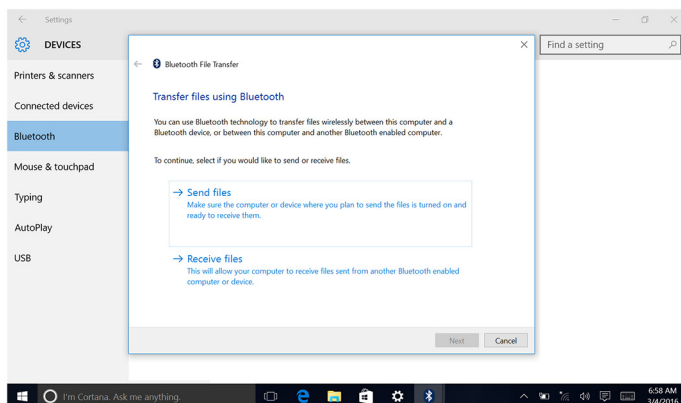 Settings
DEVICES
Find a setting
Printers & scanners
Connected devices
Bluetooth
Mouse & touchpad
Typing
AutoPlay
USB
Bluetooth File Transfer
Transfer files using Bluetooth
You can use Bluetooth technology to transfer files wirelessly between this computer and a
Bluetooth device, or between this computer and another Bluetooth enabled computer.
To continue, select if you would like to send or receive files.
Send files
Make sure the computer or device where you plan to send the files is turned on and
ready to receive them.
Receive files
This will allow your computer to receive files sent from another Bluetooth enabled
computer or device.
Next
Cancel
I'm Cortana. Ask me anything.
6:58 AM
3/4/2016